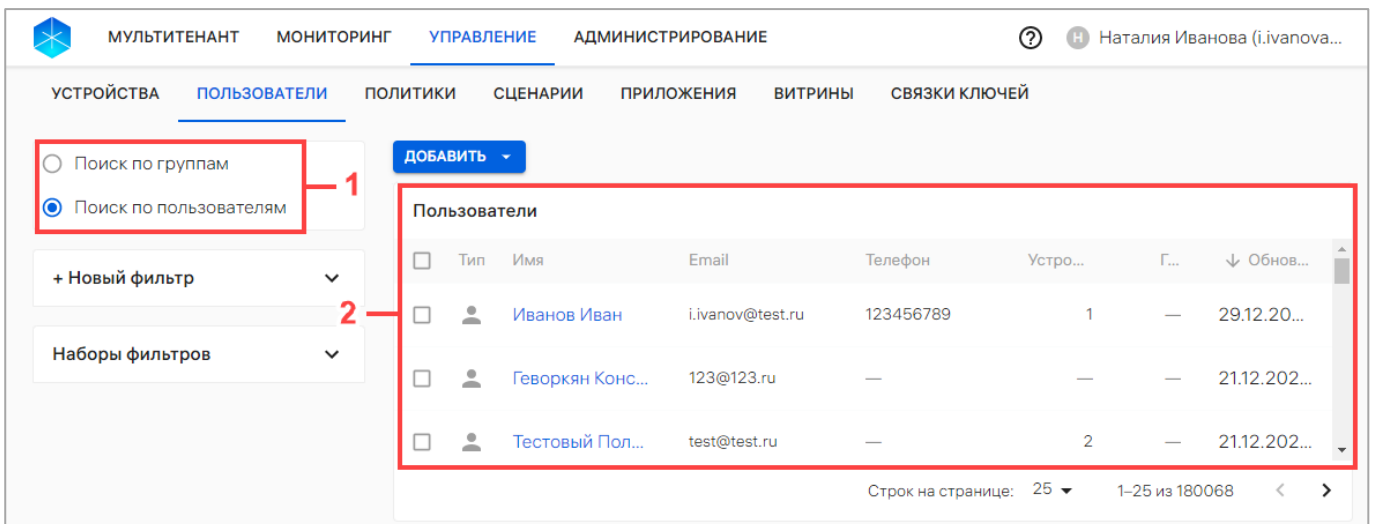 МУЛЬТИТЕНАНТ МОНИТОРИНГ УПРАВЛЕНИЕ АДМИНИСТРИРОВАНИЕ ? Н Наталия Иванова (i.ivanova...
УСТРОЙСТВА ПОЛЬЗОВАТЕЛИ ПОЛИТИКИ СЦЕНАРИИ ПРИЛОЖЕНИЯ ВИТРИНЫ СВЯЗКИ КЛЮЧЕЙ
Поиск по группам
Поиск по пользователям
1
+ Новый фильтр
Наборы фильтров
ДОБАВИТЬ
2
Пользователи
Тип Имя Email Телефон Устро... Г... ↓ Обнов...
Иванов Иван i.ivanov@test.ru 123456789 1 — 29.12.20...
Геворкян Конс... 123@123.ru — — — 21.12.202...
Тестовый Пол... test@test.ru — 2 — 21.12.202...
Строк на странице: 25 1–25 из 180068